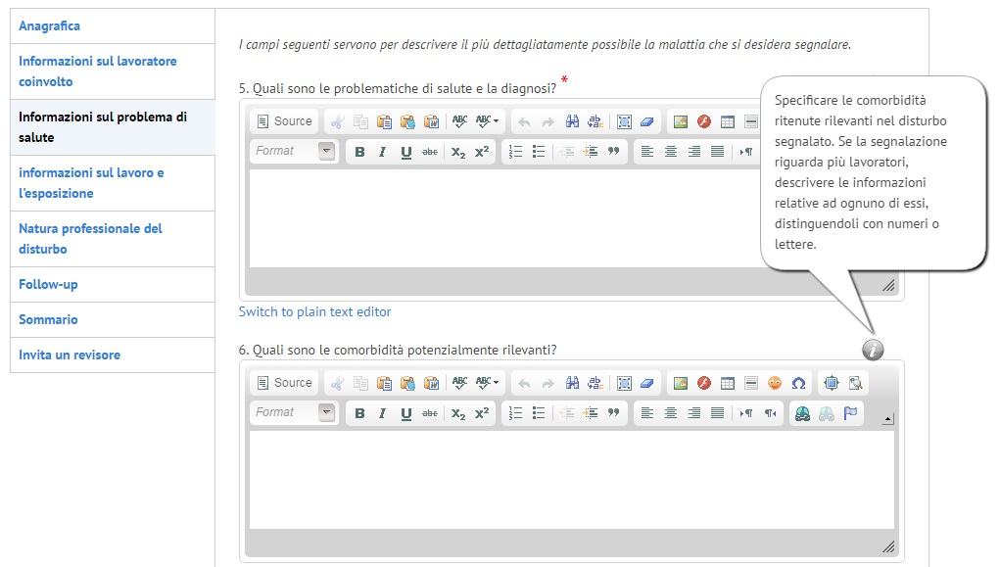 Anagrafica
Informazioni sul lavoratore
coinvolto
Informazioni sul problema di
salute
informazioni sul lavoro e
l'esposizione
Natura professionale del
disturbo
Follow-up
Sommario
Invita un revisore
I campi seguenti servono per descrivere il più dettagliatamente possibile la malattia che si desidera segnalare.
5. Quali sono le problematiche di salute e la diagnosi? *
Source
Format
Specificare le comorbidità
ritenute rilevanti nel disturbo
segnalato. Se la segnalazione
riguarda più lavoratori,
descrivere le informazioni
relative ad ognuno di essi,
distinguendoli con numeri o
lettere.
Switch to plain text editor
6. Quali sono le comorbidità potenzialmente rilevanti?
Source
Format